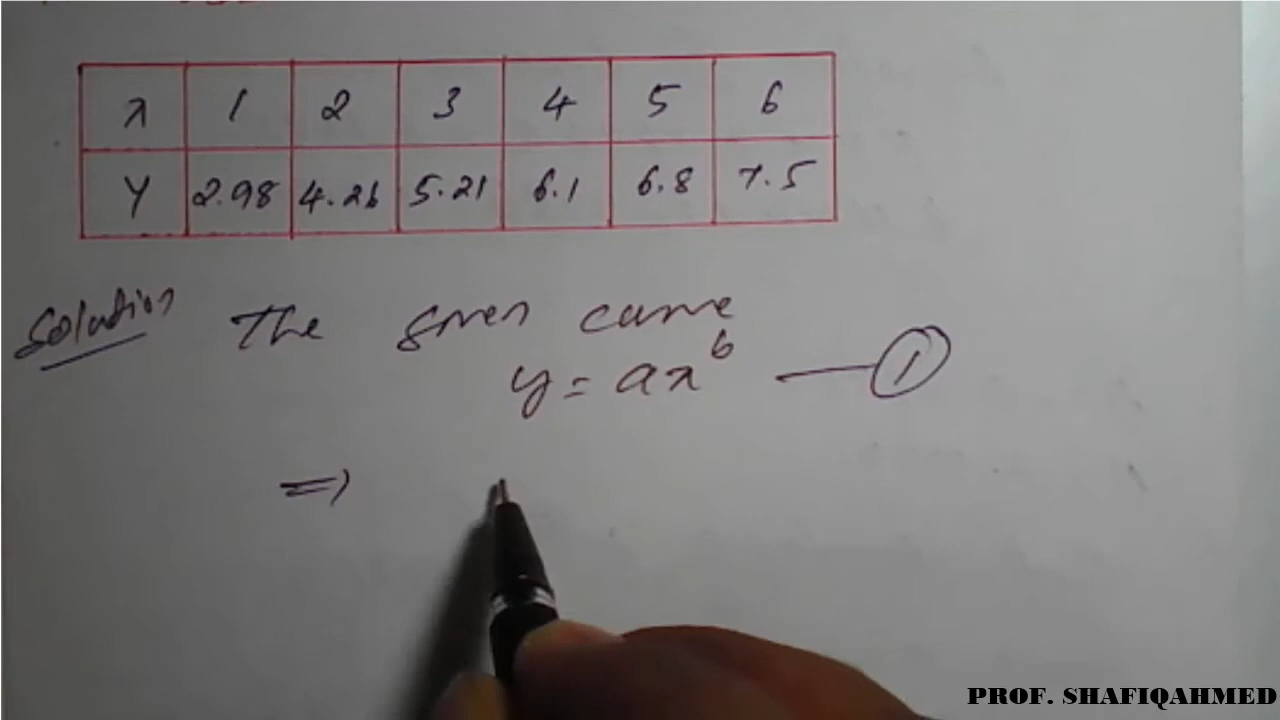 x 1 2 3 4 5 6
y 2.98 4.26 5.21 6.1 6.8 7.5
Solution The given curve
y = ax^b — ①
⇒
PROF. SHAFIQAHMED